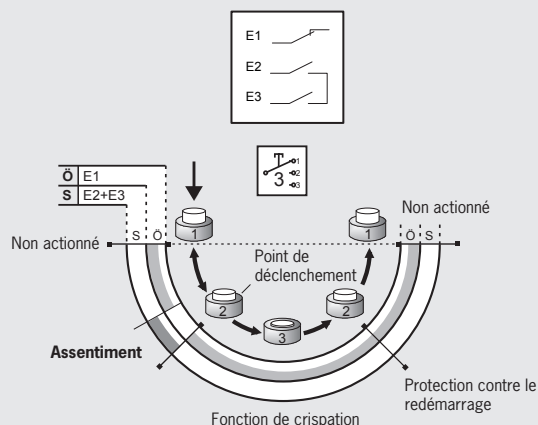 E1
E2
E3
1
2
3
3
Ö E1
S E2+E3
S Ö
Ö S
Non actionné
Non actionné
1
1
Point de
déclenchement
2
2
3
Assentiment
Protection contre le
redémarrage
Fonction de crispation